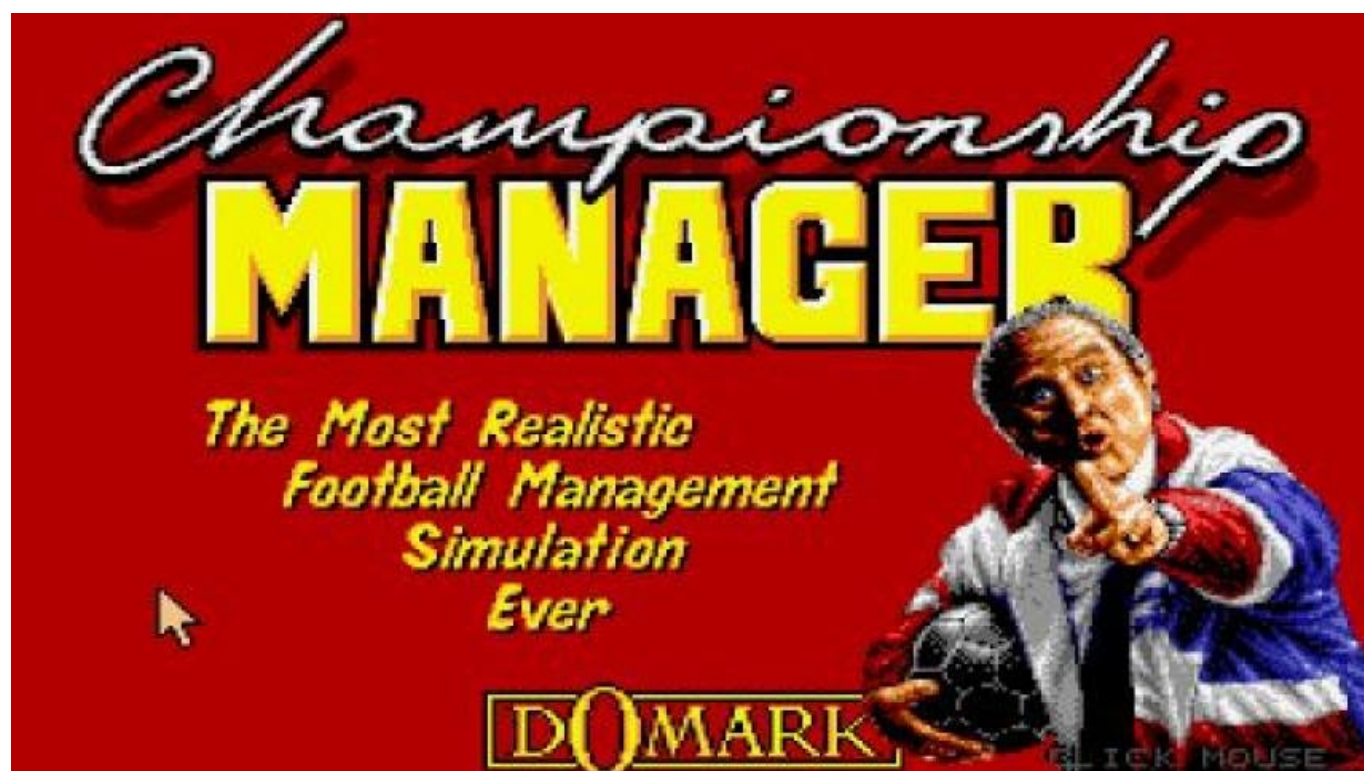 Championship
MANAGER
The Most Realistic
Football Management
Simulation
Ever
DOMARK
CLICK MOUSE